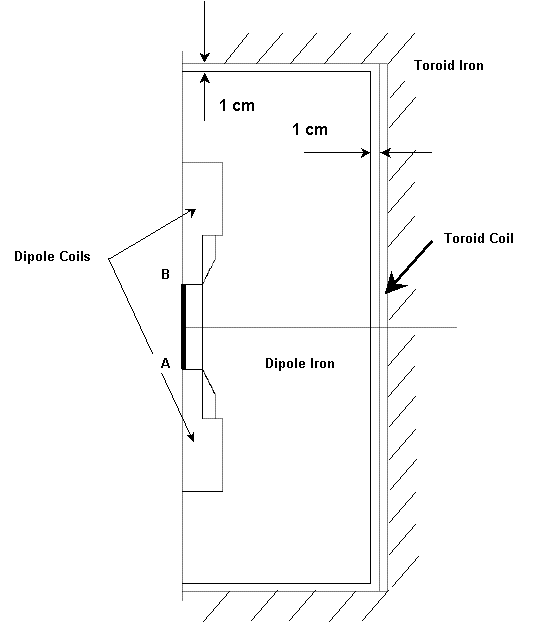 Toroid Iron
1 cm
1 cm
Toroid Coil
Dipole Coils
B
A
Dipole Iron